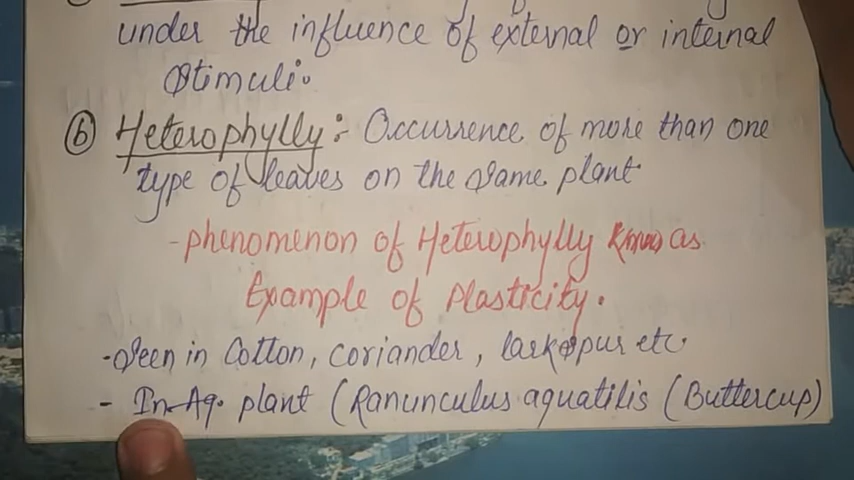 under the influence of external or internal
Stimuli.
⑥ Heterophylly :- Occurrence of more than one
type of leaves on the same plant
- phenomenon of Heterophylly as
Example of Plasticity.
- Seen in Cotton, coriander, larkspur etc
- In Aq. plant (Ranunculus aquatilis (Buttercup)